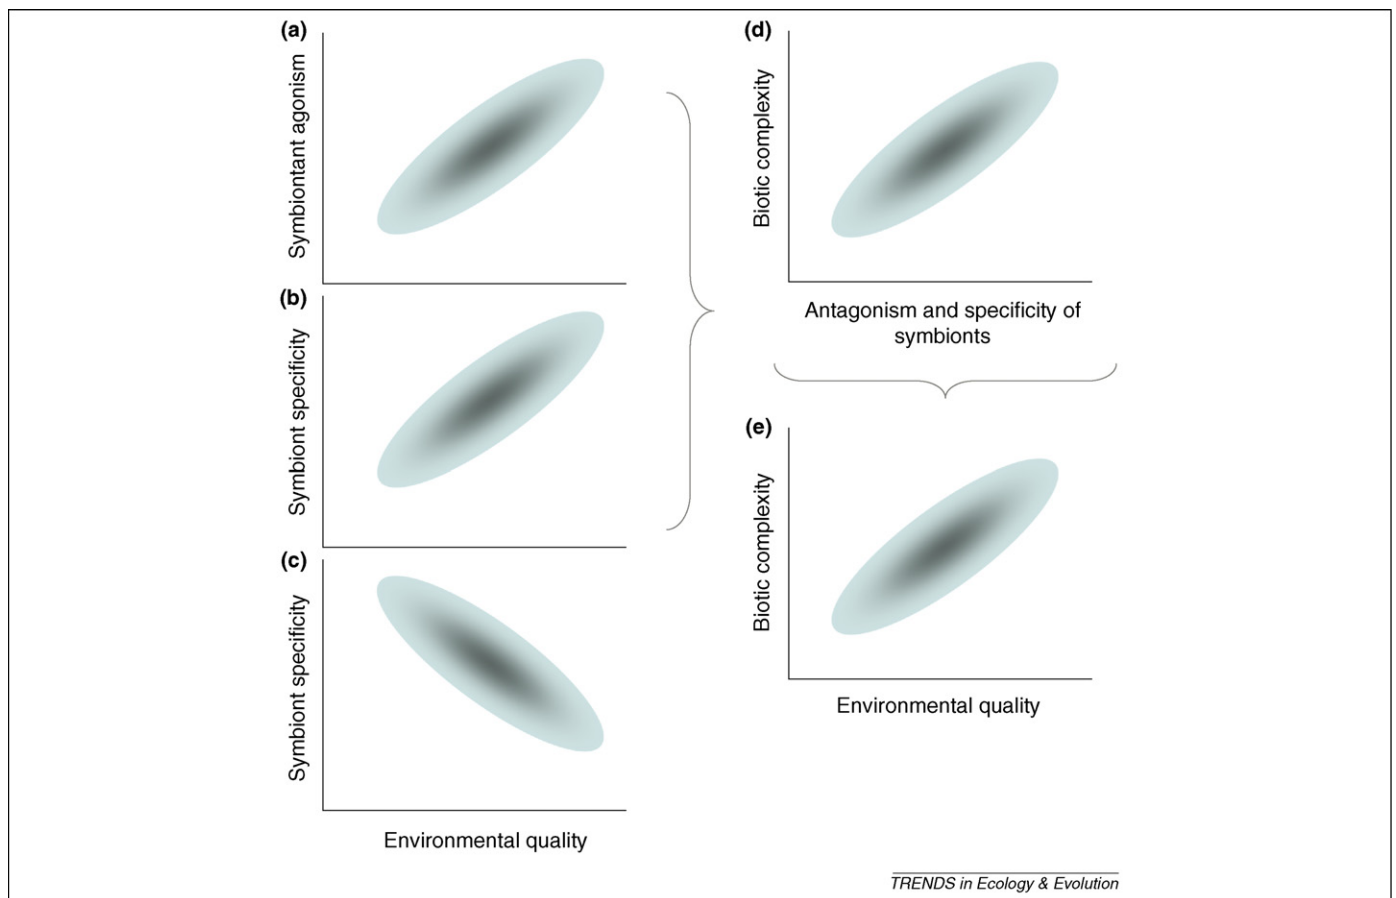 (a)
Symbiontant agonism
(b)
Symbiont specificity
(c)
Symbiont specificity
Environmental quality
(d)
Biotic complexity
Antagonism and specificity of
symbionts
(e)
Biotic complexity
Environmental quality
TRENDS in Ecology & Evolution